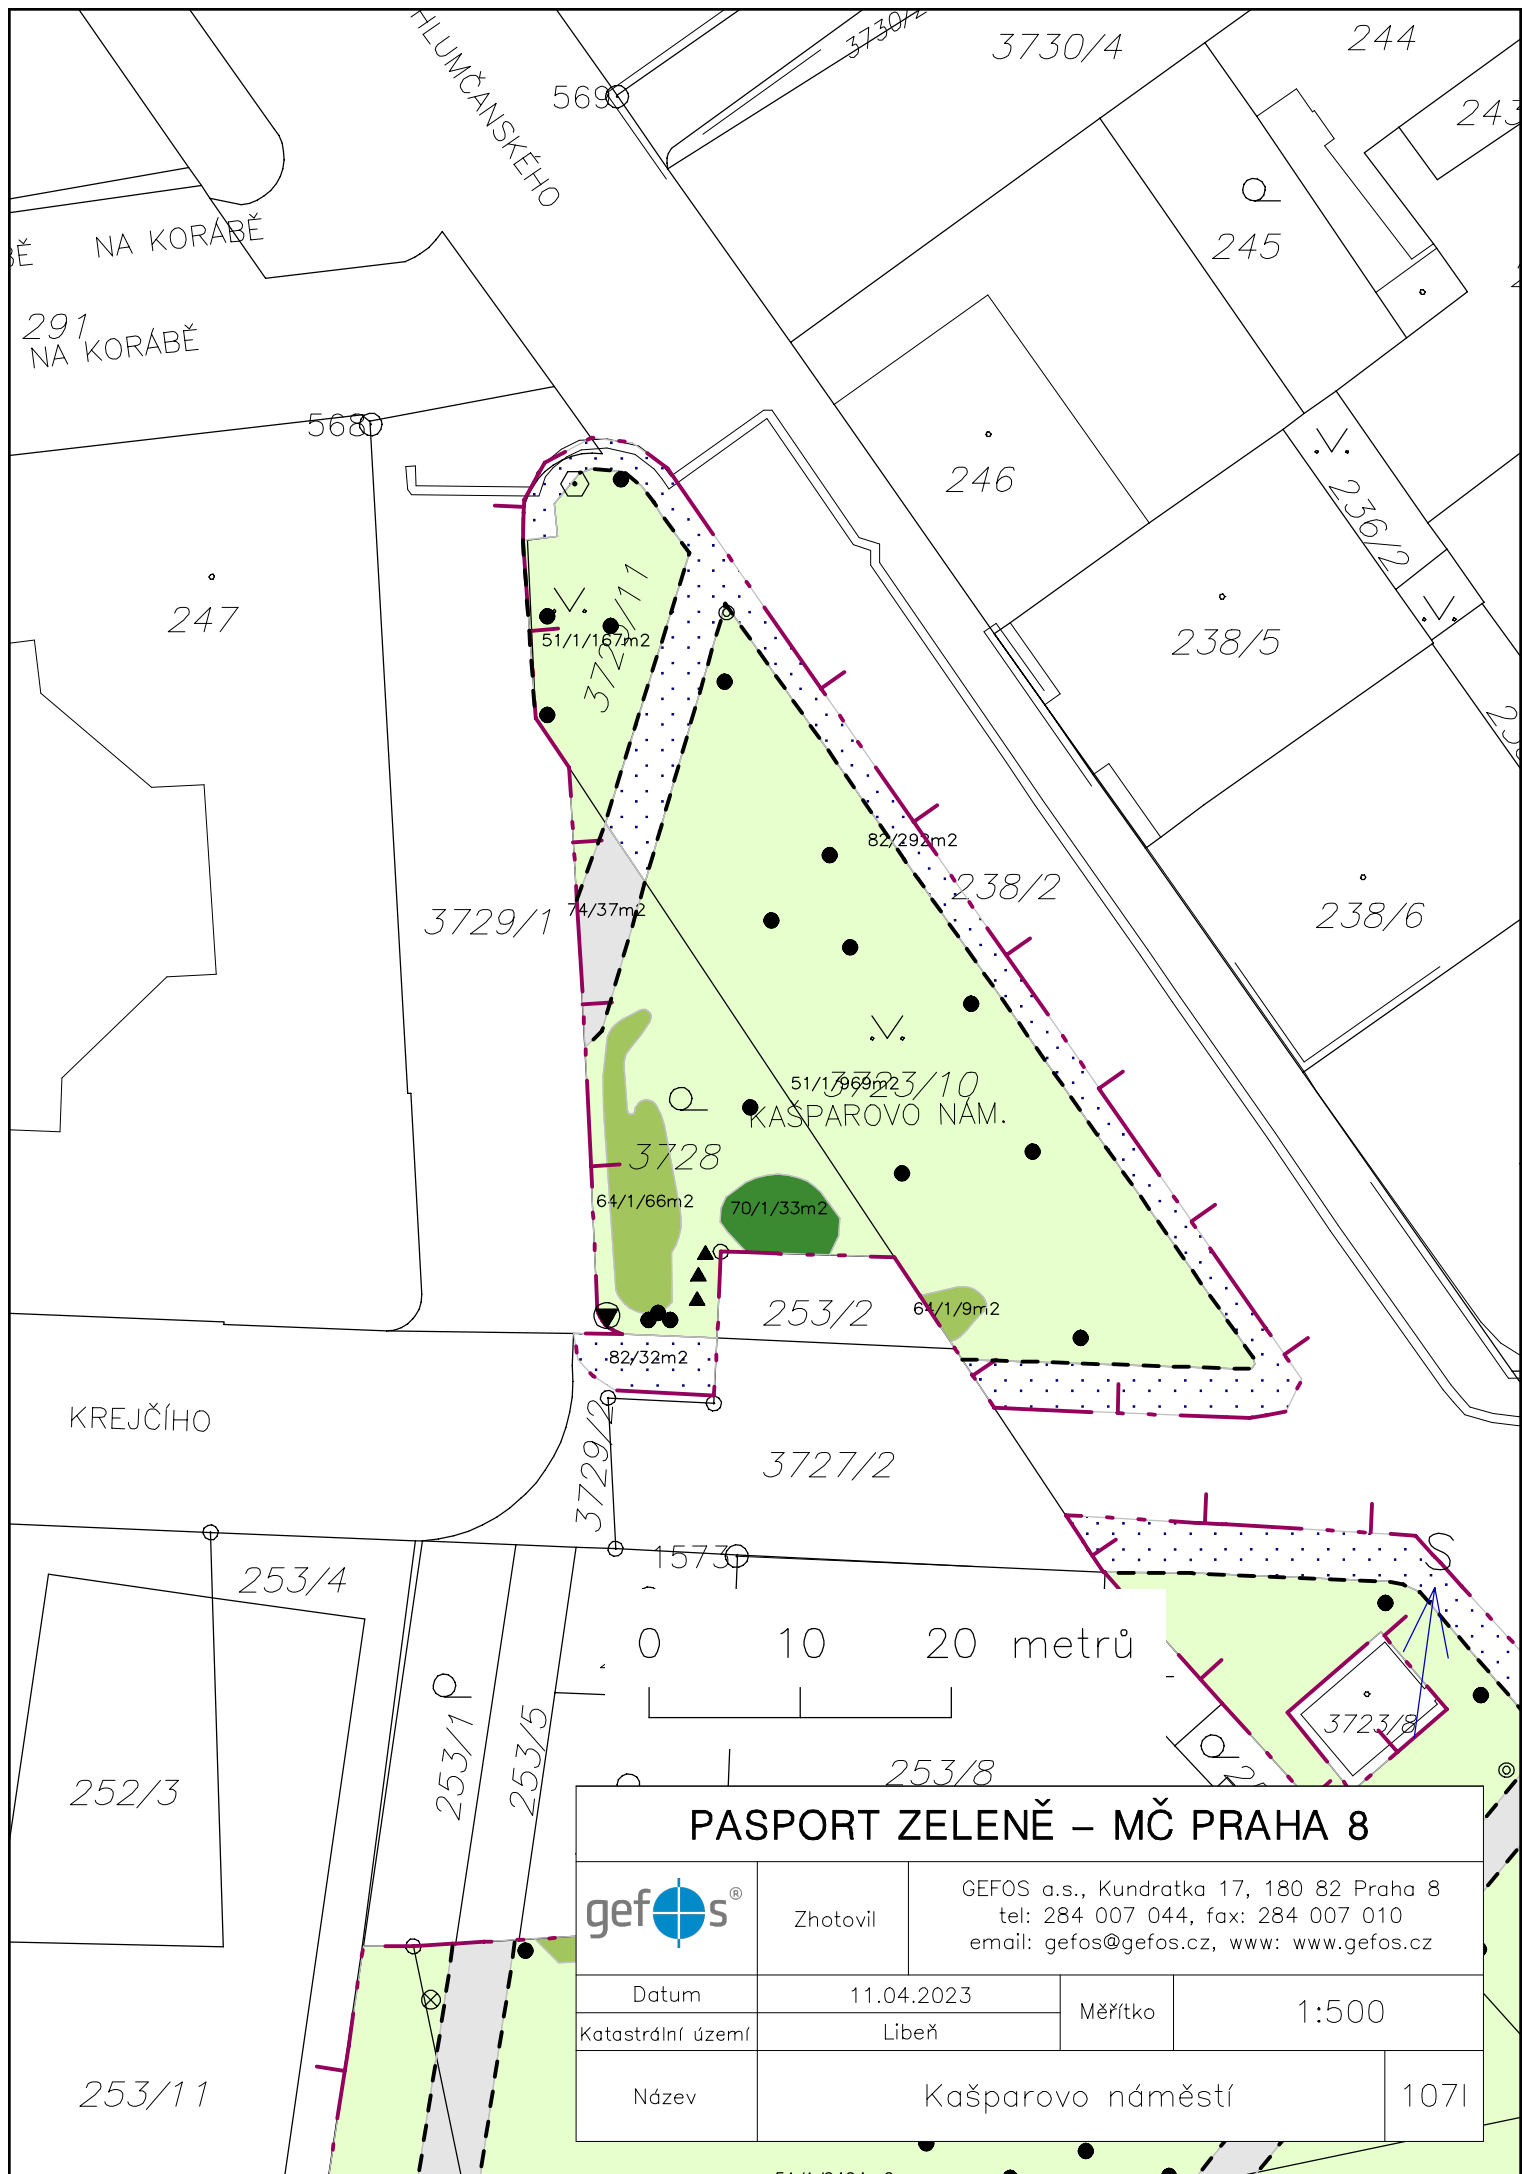 HLUMČANSKÉHO
3730/2
3730/4
244
243
569
245
NA KORÁBĚ
291
NA KORÁBĚ
568
246
236/2
247
238/5
51/1/167m2
82/292m2
238/2
238/6
74/37m2
3729/1
51/1/969m2
3723/10
KAŠPAROVO NÁM.
3728
64/1/66m2
70/1/33m2
253/2
64/1/9m2
82/32m2
KREJČÍHO
3729/2
3727/2
1573
S
253/4
0 10 20 metrů
253/1
253/5
3723/8
252/3
253/8
PASPORT ZELENĚ – MČ PRAHA 8
gefos®
Zhotovil
GEFOS a.s., Kundratka 17, 180 82 Praha 8
tel: 284 007 044, fax: 284 007 010
email: gefos@gefos.cz, www: www.gefos.cz
Datum
11.04.2023
Měřítko
1:500
Katastrální území
Libeň
253/11
Název
Kašparovo náměstí
107I